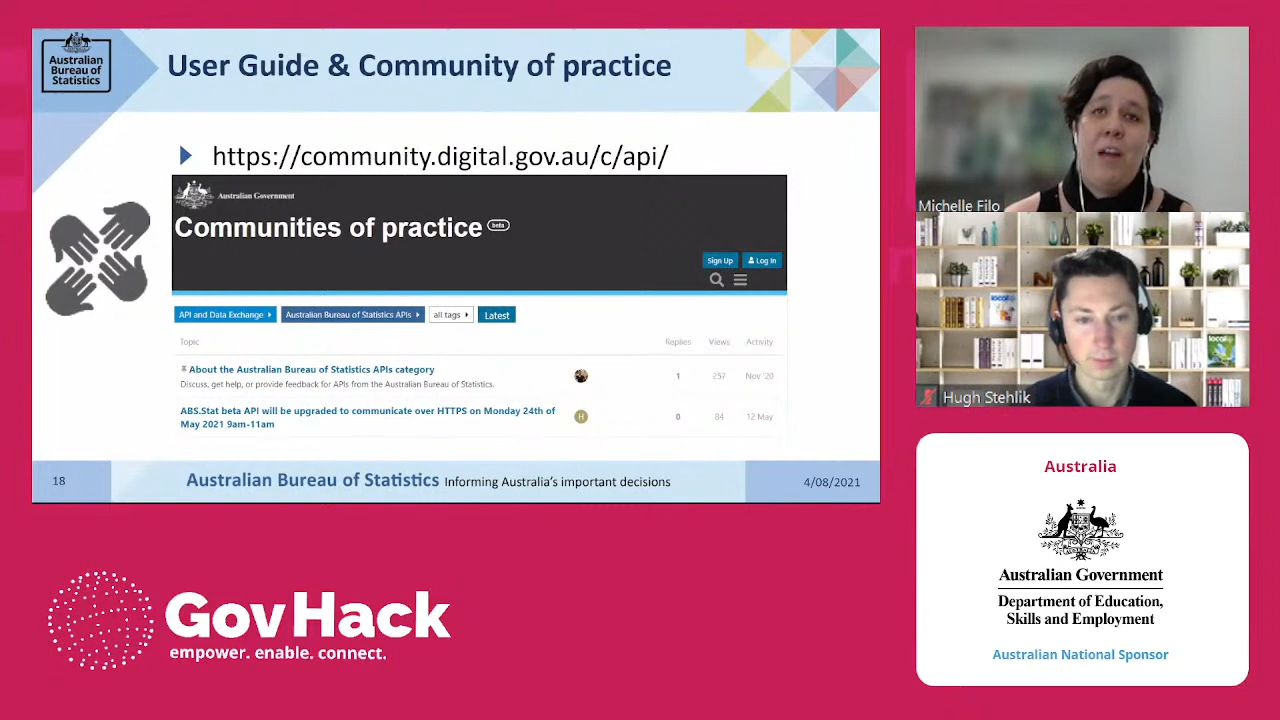 Australian
Bureau of
Statistics
User Guide & Community of practice
https://community.digital.gov.au/c/api/
Australian Government
Communities of practice beta
Sign Up Log In
API and Data Exchange Australian Bureau of Statistics APIs all tags Latest
Topic Replies Views Activity
About the Australian Bureau of Statistics APIs category 1 257 Nov '20
Discuss, get help, or provide feedback for APIs from the Australian Bureau of Statistics.
ABS.Stat beta API will be upgraded to communicate over HTTPS on Monday 24th of
May 2021 9am-11am
H 0 84 12 May
18 Australian Bureau of Statistics Informing Australia's important decisions 4/08/2021
Michelle Filo
local
local
Hugh Stehlik
Australia
Australian Government
Department of Education,
Skills and Employment
Australian National Sponsor
GovHack
empower. enable. connect.